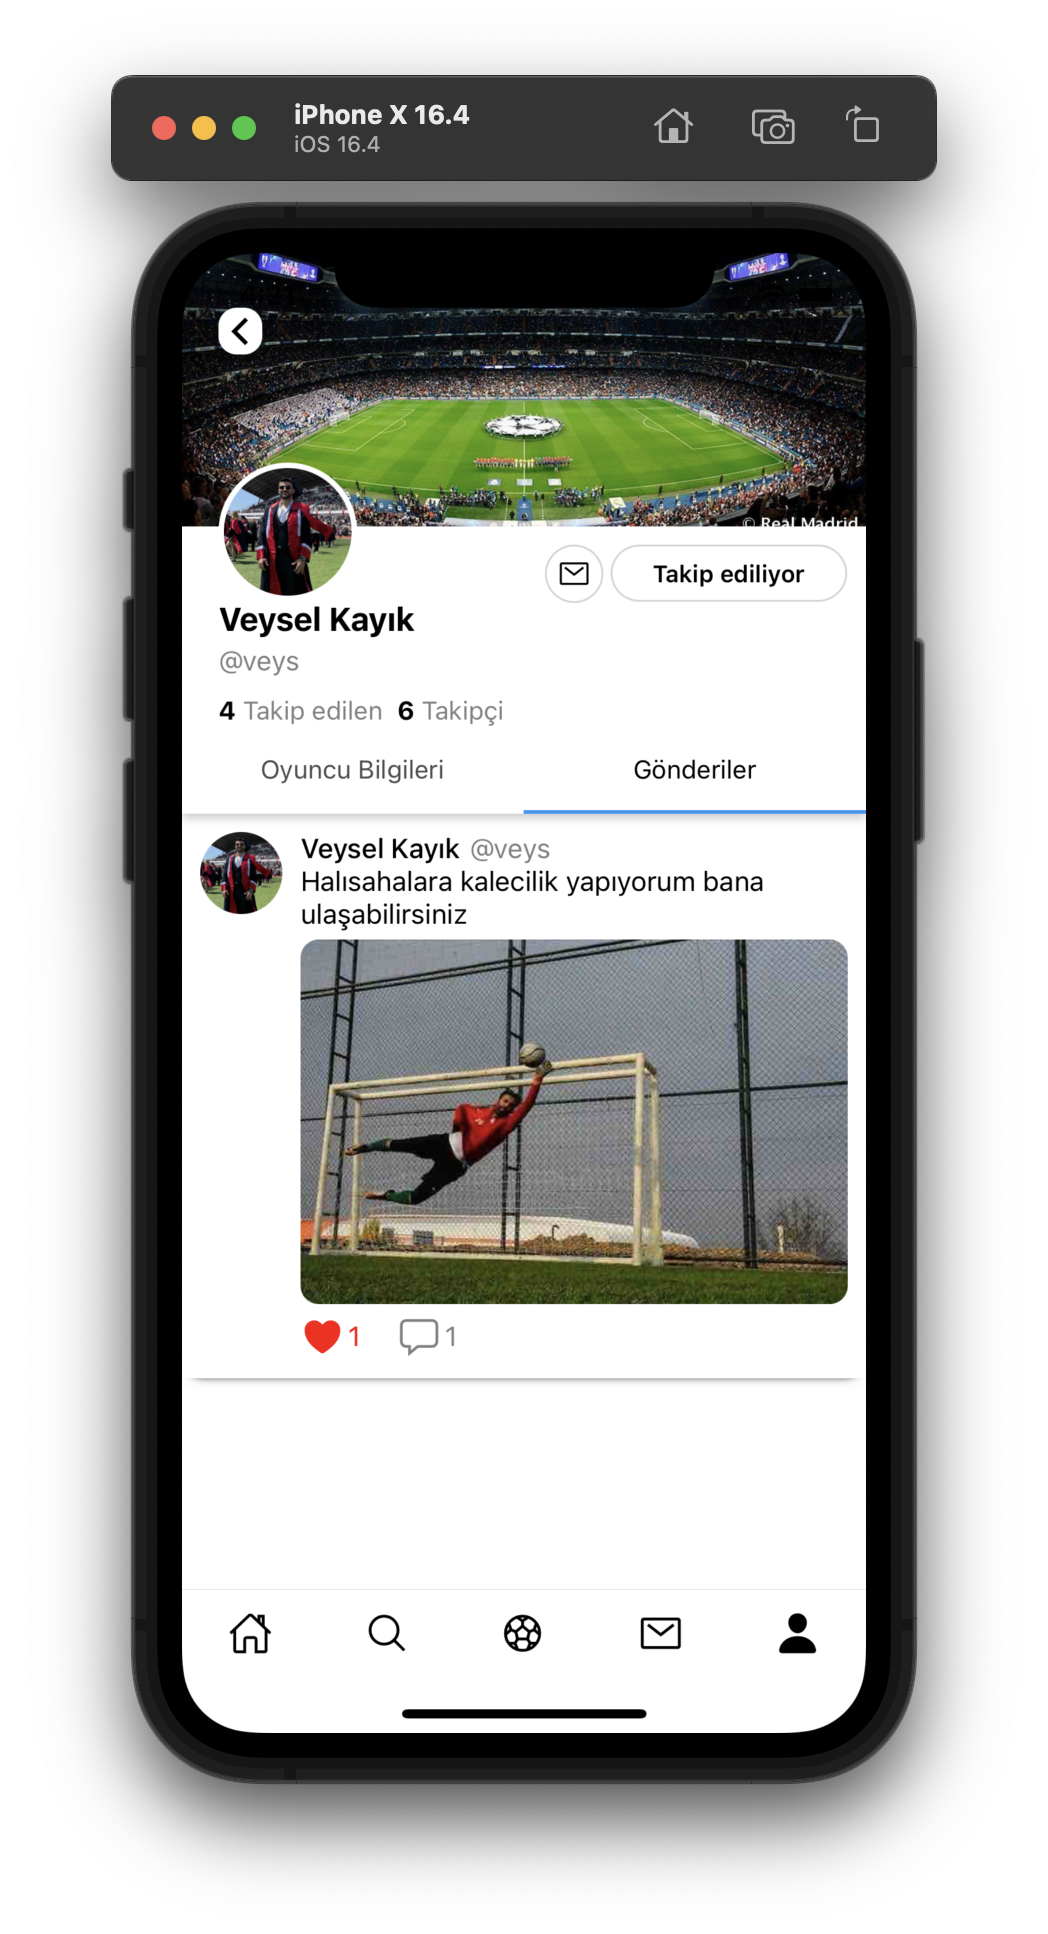 iPhone X 16.4
iOS 16.4
© Real Madrid
Takip ediliyor
Veysel Kayık
@veys
4 Takip edilen 6 Takipçi
Oyuncu Bilgileri
Gönderiler
Veysel Kayık @veys
Halısahalara kalecilik yapıyorum bana
ulaşabilirsiniz
1
1